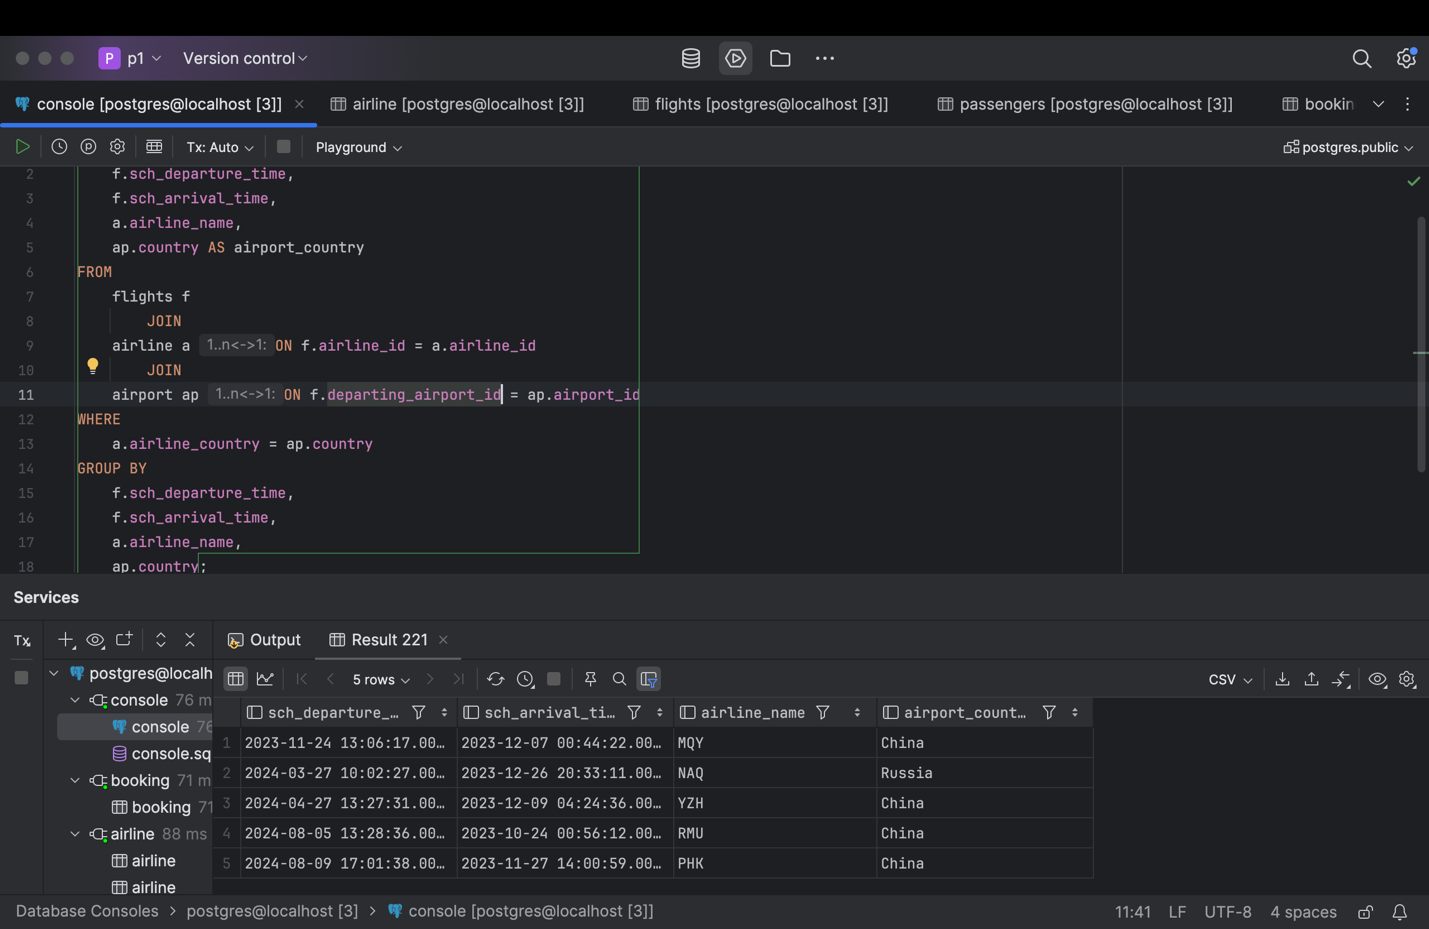 P p1 Version control
console [postgres@localhost [3]] airline [postgres@localhost [3]] flights [postgres@localhost [3]] passengers [postgres@localhost [3]] bookin
Tx: Auto Playground postgres.public
2 f.sch_departure_time,
3 f.sch_arrival_time,
4 a.airline_name,
5 ap.country AS airport_country
6 FROM
7 flights f
8 JOIN
9 airline a 1..n<->1: ON f.airline_id = a.airline_id
10 JOIN
11 airport ap 1..n<->1: ON f.departing_airport_id = ap.airport_id
12 WHERE
13 a.airline_country = ap.country
14 GROUP BY
15 f.sch_departure_time,
16 f.sch_arrival_time,
17 a.airline_name,
18 ap.country;
Services
Tx
Output Result 221
postgres@localh
console 76 m
console 76
console.sq
booking 71 m
booking 71
airline 88 ms
airline
airline
5 rows CSV
sch_departure_… sch_arrival_ti… airline_name airport_count…
1 2023-11-24 13:06:17.00… 2023-12-07 00:44:22.00… MQY China
2 2024-03-27 10:02:27.00… 2023-12-26 20:33:11.00… NAQ Russia
3 2024-04-27 13:27:31.00… 2023-12-09 04:24:36.00… YZH China
4 2024-08-05 13:28:36.00… 2023-10-24 00:56:12.00… RMU China
5 2024-08-09 17:01:38.00… 2023-11-27 14:00:59.00… PHK China
Database Consoles > postgres@localhost [3] > console [postgres@localhost [3]] 11:41 LF UTF-8 4 spaces